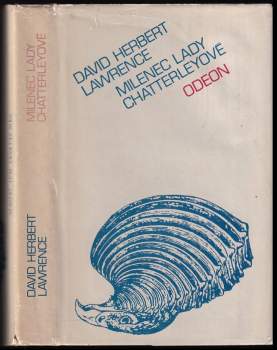 DAVID HERBERT
LAWRENCE
MILENEC LADY
CHATTERLEYOVÉ
ODEON
DAVID HERBERT
LAWRENCE
MILENEC LADY
CHATTERLEYOVÉ